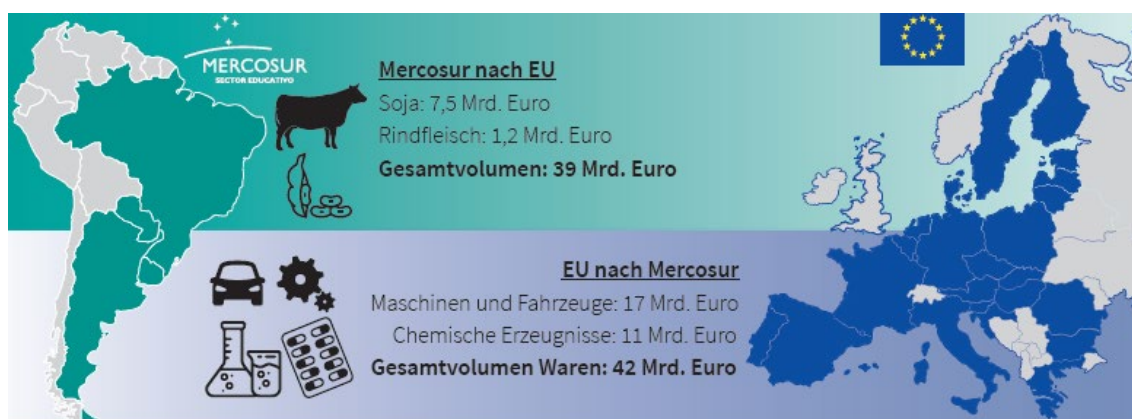 MERCOSUR
SECTOR EDUCATIVO
Mercosur nach EU
Soja: 7,5 Mrd. Euro
Rindfleisch: 1,2 Mrd. Euro
Gesamtvolumen: 39 Mrd. Euro
EU nach Mercosur
Maschinen und Fahrzeuge: 17 Mrd. Euro
Chemische Erzeugnisse: 11 Mrd. Euro
Gesamtvolumen Waren: 42 Mrd. Euro